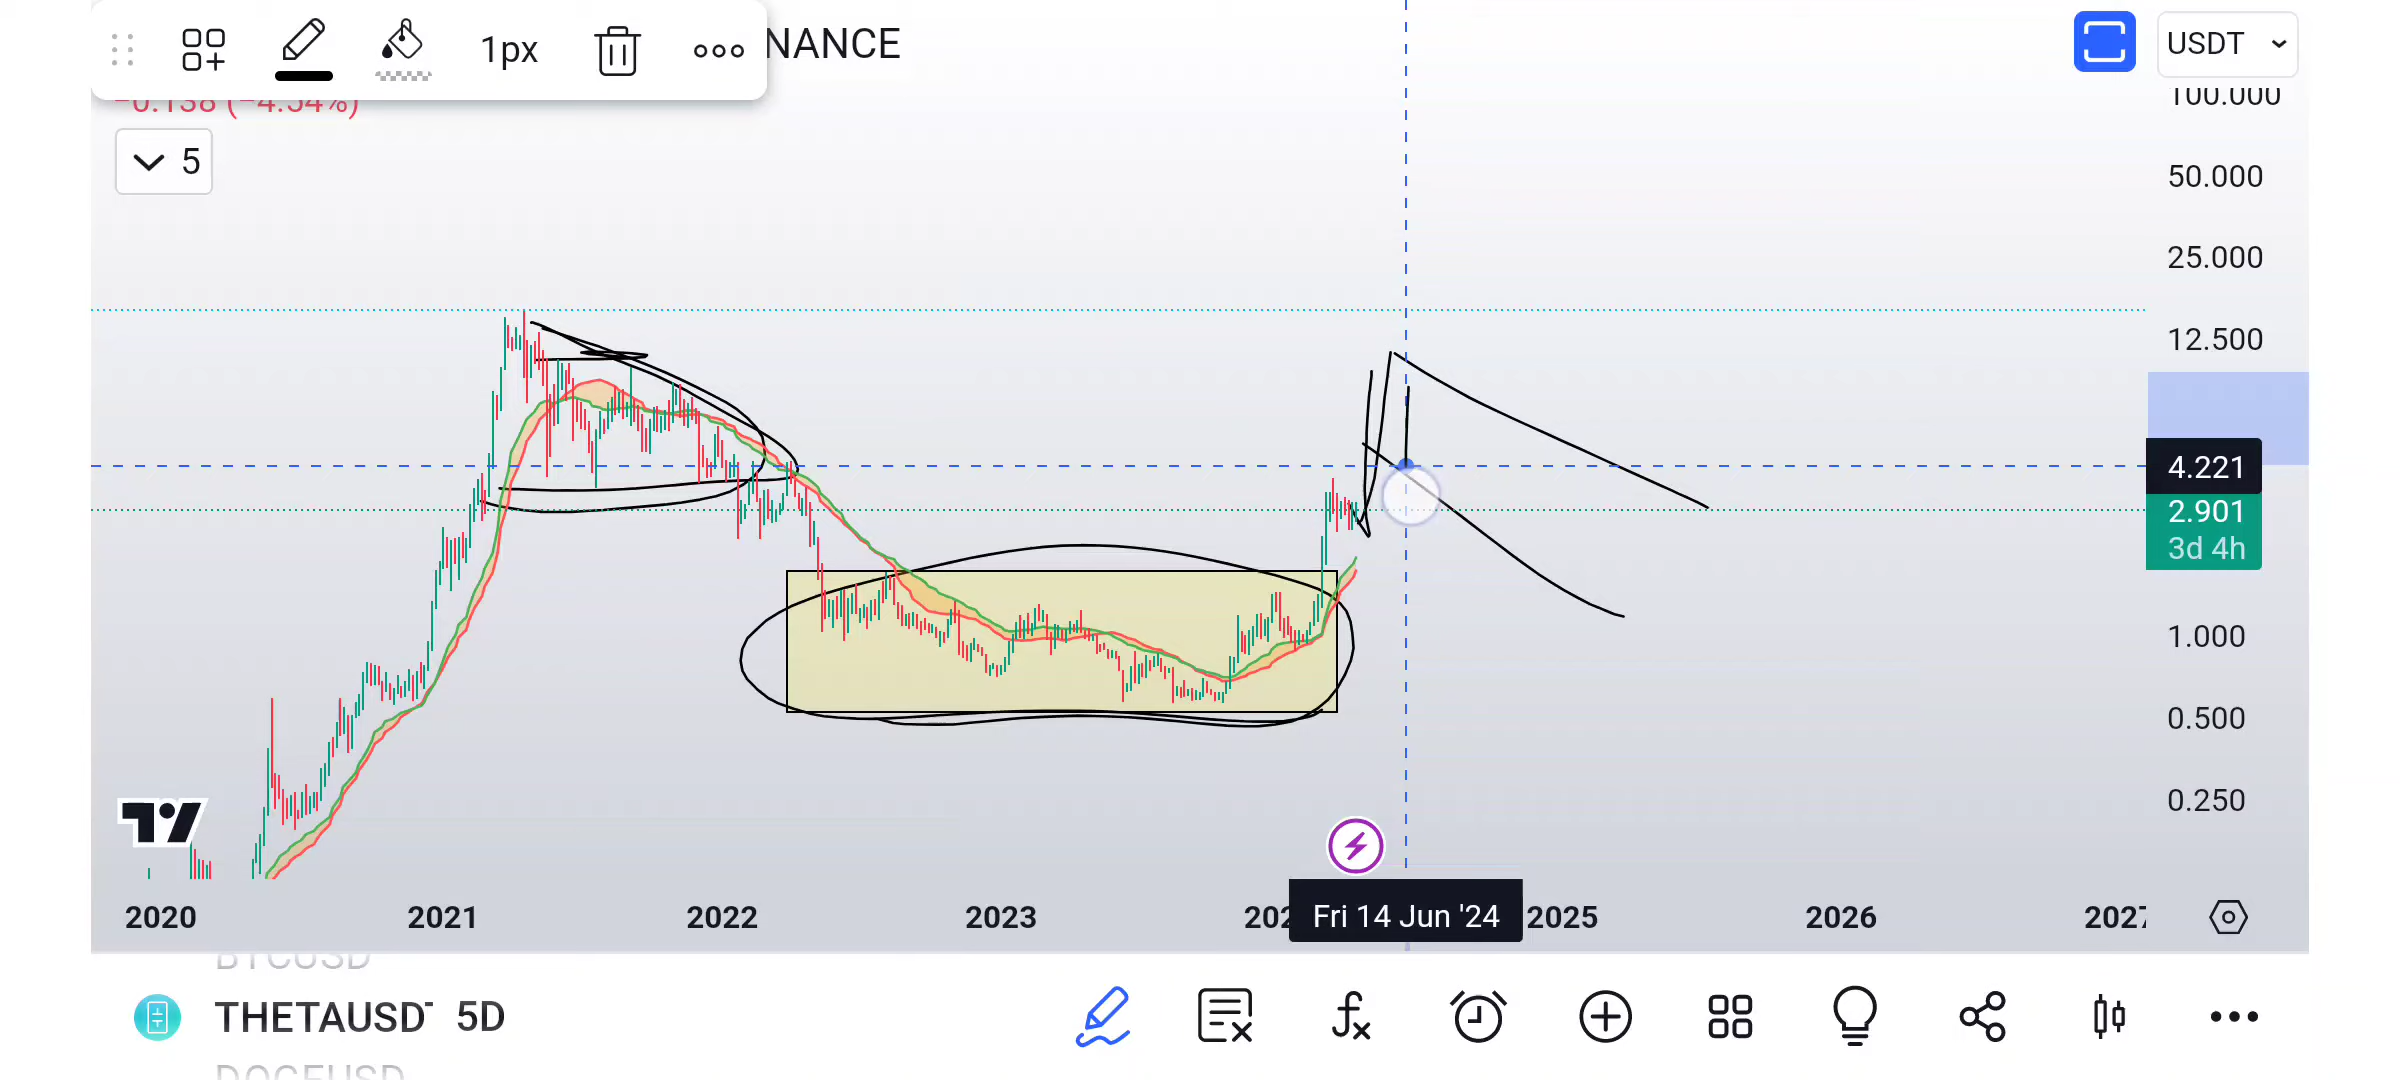 1px
NANCE
USDT
−0.138 (−4.54%)
5
100.000
50.000
25.000
12.500
4.221
2.901
3d 4h
1.000
0.500
0.250
2020
2021
2022
2023
202
Fri 14 Jun '24
2025
2026
2027
BTCUSD
THETAUSDT 5D
DOGEUSD